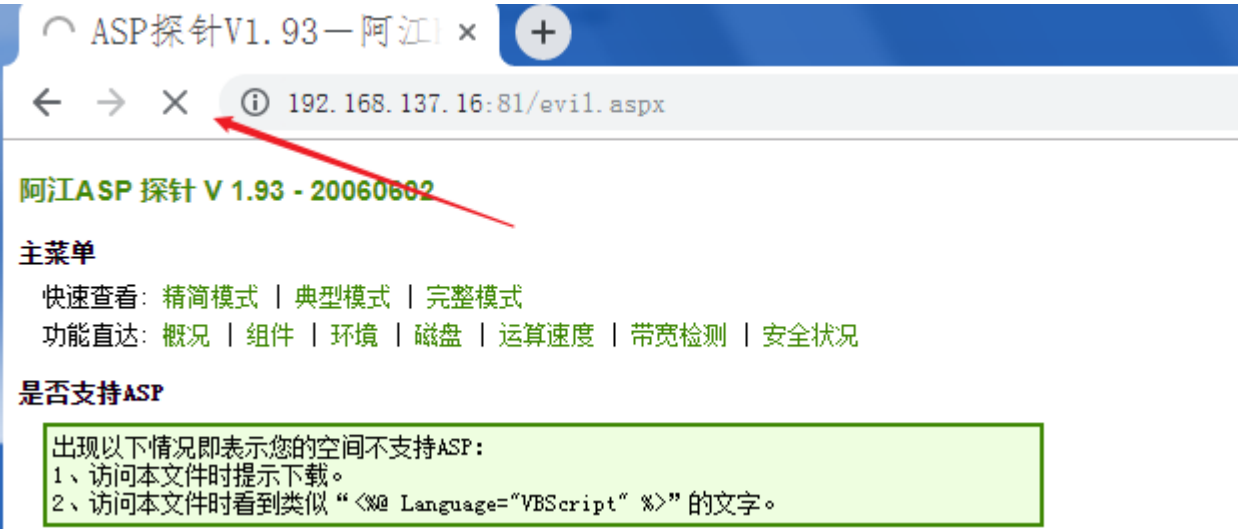 ASP探针V1.93－阿江
192.168.137.16:81/evil.aspx
阿江ASP 探针 V 1.93 - 20060602
主菜单
快速查看: 精简模式 | 典型模式 | 完整模式
功能直达: 概况 | 组件 | 环境 | 磁盘 | 运算速度 | 带宽检测 | 安全状况
是否支持ASP
出现以下情况即表示您的空间不支持ASP:
1、访问本文件时提示下载。
2、访问本文件时看到类似“<%@ Language="VBScript" %>”的文字。